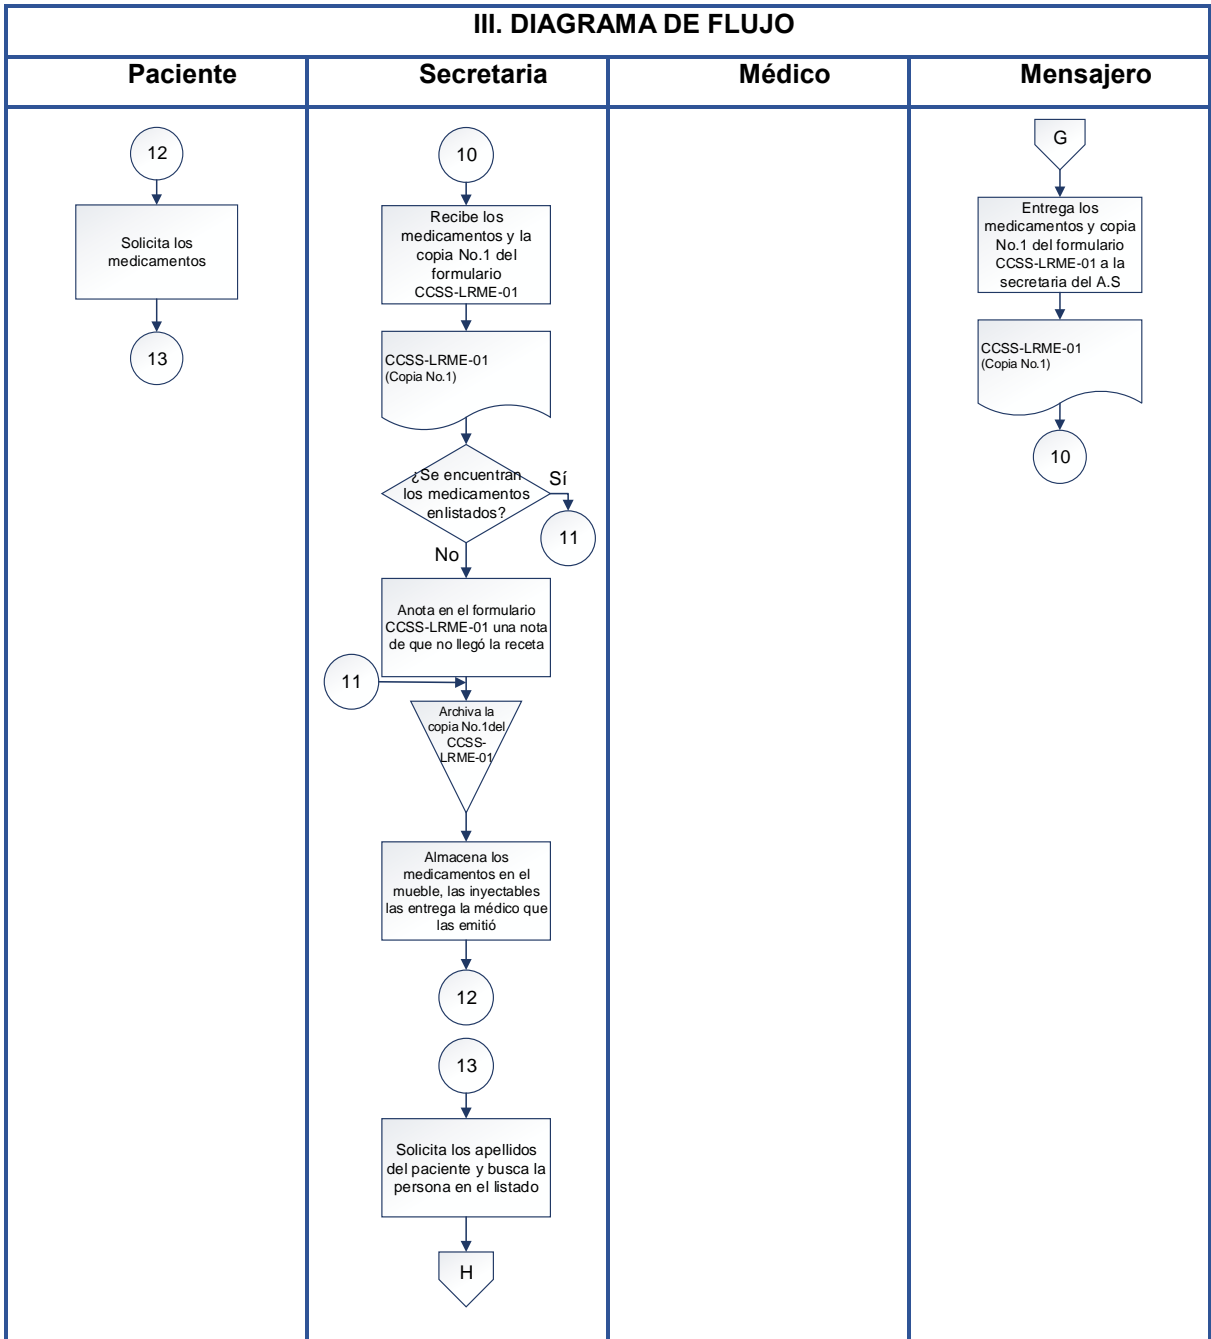 III. DIAGRAMA DE FLUJO
Paciente
Secretaria
Médico
Mensajero
12
Solicita los
medicamentos
13
10
Recibe los
medicamentos y la
copia No.1 del
formulario
CCSS-LRME-01
CCSS-LRME-01
(Copia No.1)
¿Se encuentran
los medicamentos
enlistados?
Sí
11
No
Anota en el formulario
CCSS-LRME-01 una nota
de que no llegó la receta
11
Archiva la
copia No.1del
CCSS-
LRME-01
Almacena los
medicamentos en el
mueble, las inyectables
las entrega la médico que
las emitió
12
13
Solicita los apellidos
del paciente y busca la
persona en el listado
H
G
Entrega los
medicamentos y copia
No.1 del formulario
CCSS-LRME-01 a la
secretaria del A.S
CCSS-LRME-01
(Copia No.1)
10